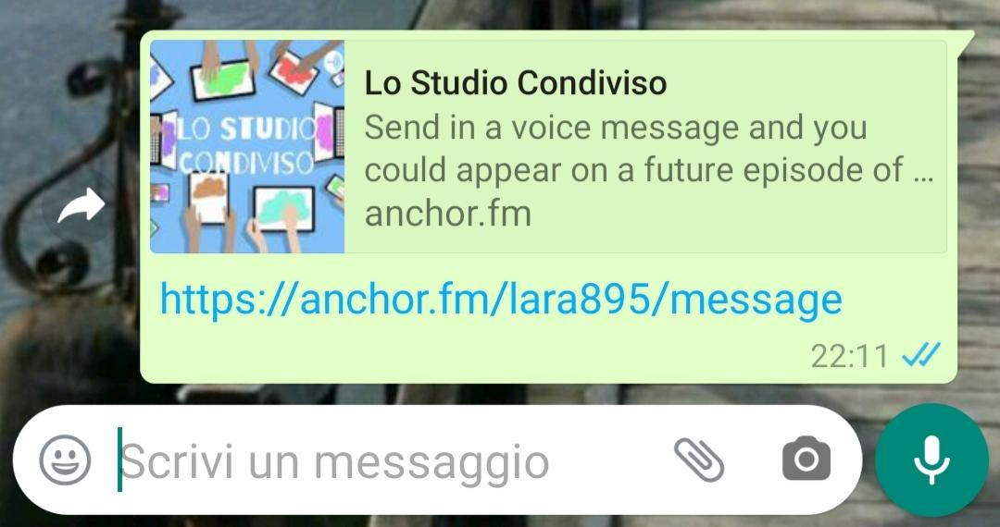 LO STUDIO
CONDIVISO
Lo Studio Condiviso
Send in a voice message and you
could appear on a future episode of ...
anchor.fm
https://anchor.fm/lara895/message
22:11
Scrivi un messaggio